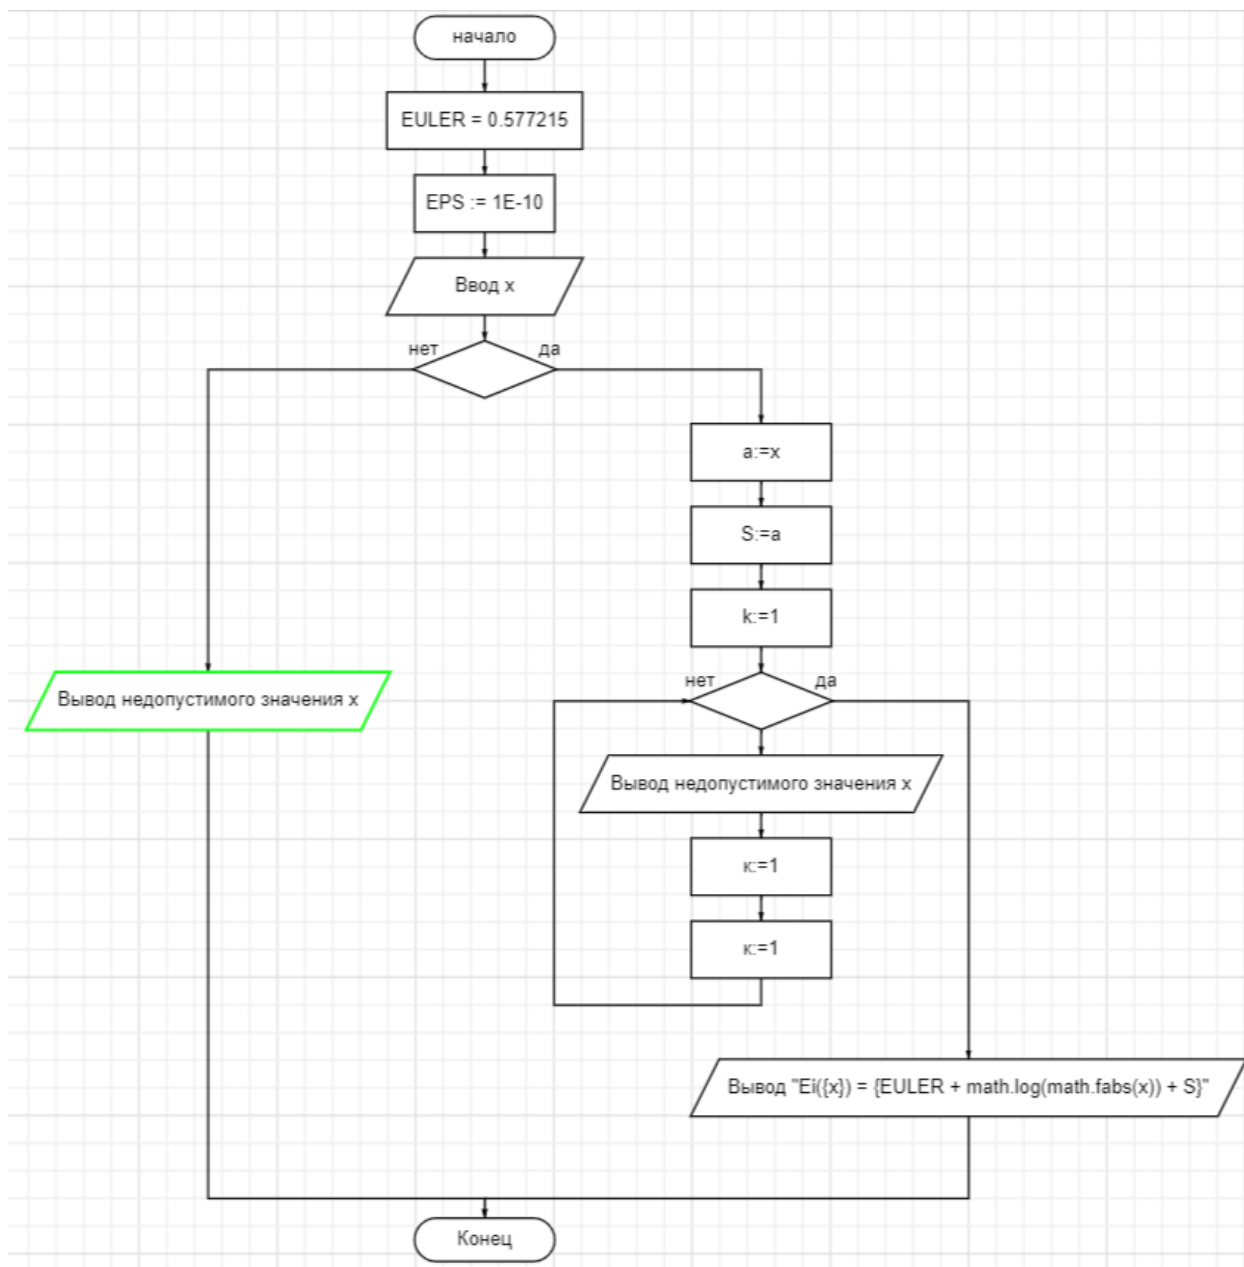 начало
EULER = 0.577215
EPS := 1E-10
Ввод x
нет
да
a:=x
S:=a
k:=1
нет
да
Вывод недопустимого значения x
Вывод недопустимого значения x
к:=1
к:=1
Вывод "Ei({x}) = {EULER + math.log(math.fabs(x)) + S}"
Конец